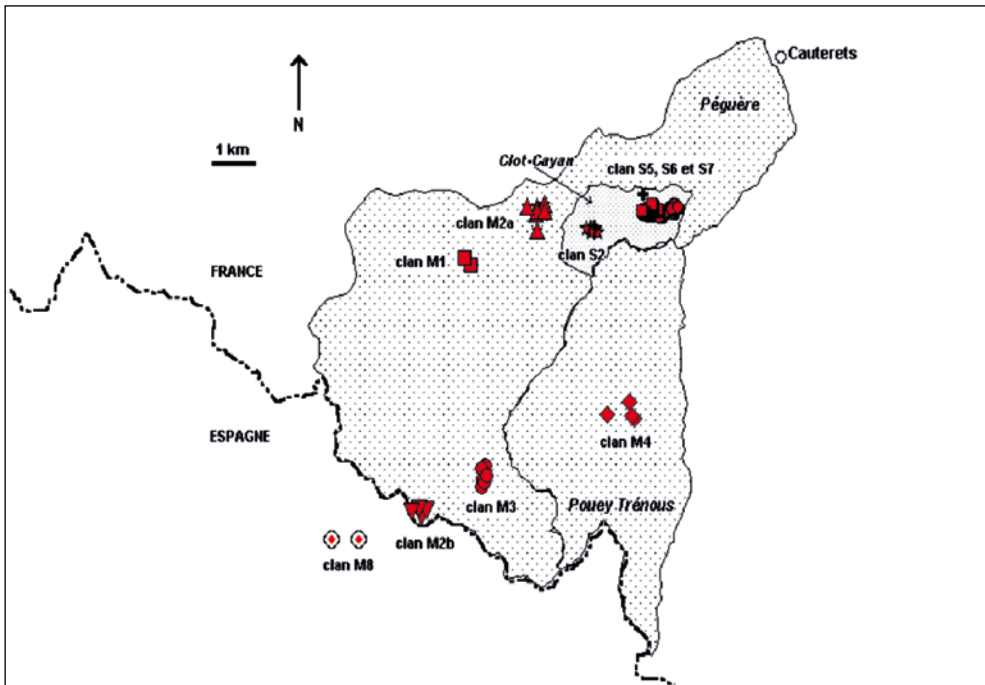 Cauterets
Péguère
N
1 km
Clot-Cayan
clan S5, S6 et S7
clan M2a
clan S2
clan M1
FRANCE
ESPAGNE
clan M4
clan M3
Pouey Trénous
clan M2b
clan M8